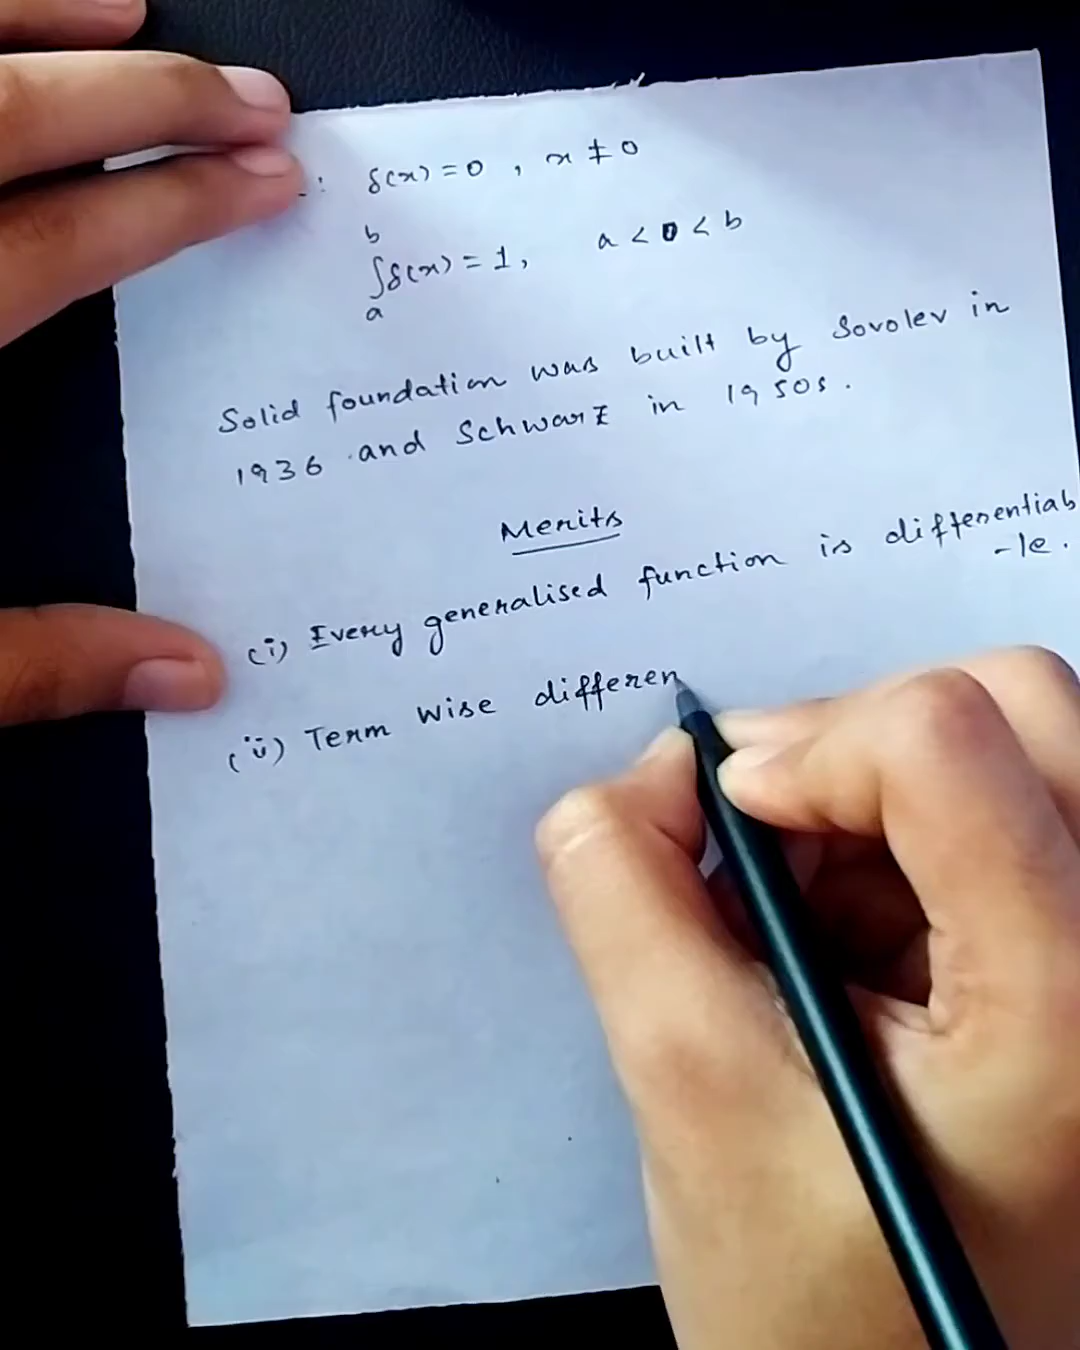 : δ(x) = 0 , x ≠ 0
b
∫δ(x) = 1, a < 0 < b
a
Solid foundation was built by Sovolev in
1936 and Schwarz in 1950s.
Merits
(i) Every generalised function is differentiab
-le.
(ii) Term wise differen